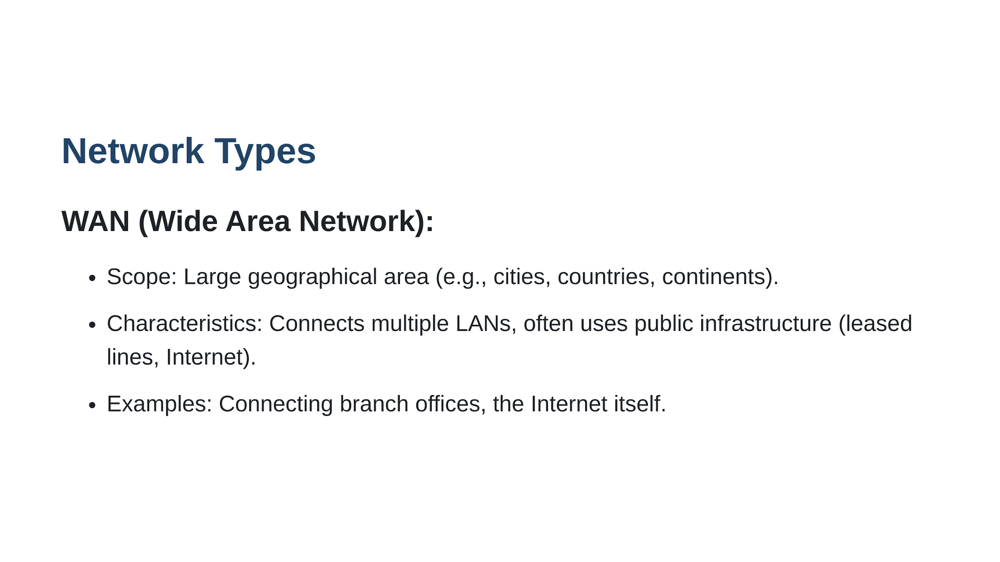 Network Types
WAN (Wide Area Network):
• Scope: Large geographical area (e.g., cities, countries, continents).
• Characteristics: Connects multiple LANs, often uses public infrastructure (leased
lines, Internet).
• Examples: Connecting branch offices, the Internet itself.